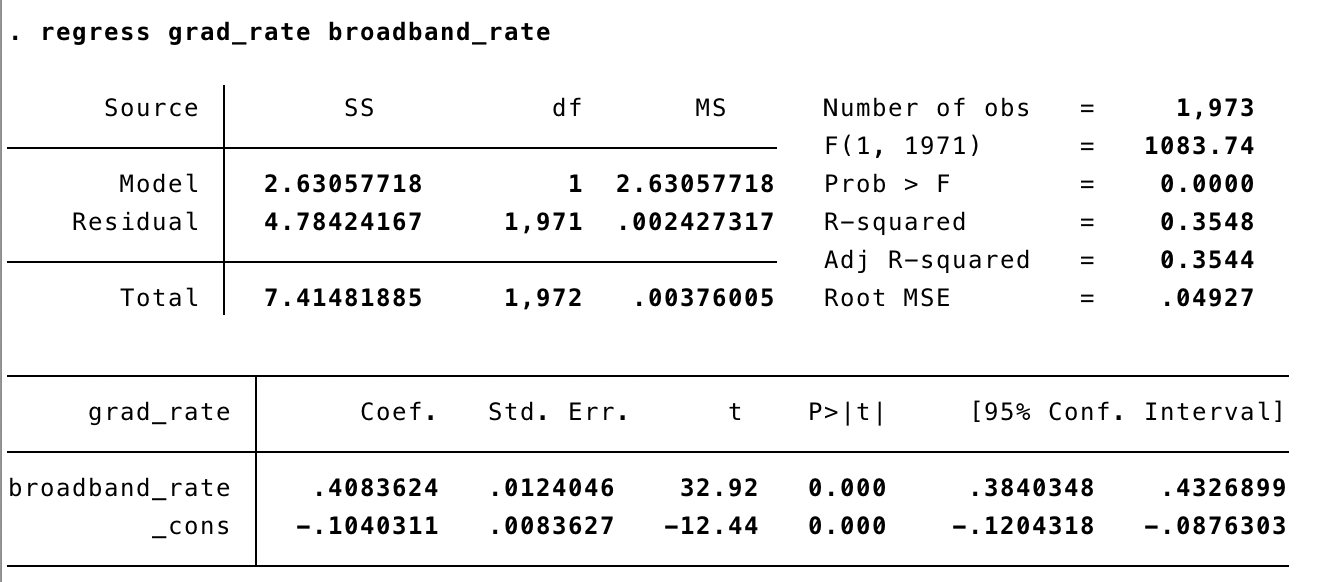 . regress grad_rate broadband_rate
Source SS df MS Number of obs = 1,973
F(1, 1971) = 1083.74
Model 2.63057718 1 2.63057718 Prob > F = 0.0000
Residual 4.78424167 1,971 .002427317 R-squared = 0.3548
Adj R-squared = 0.3544
Total 7.41481885 1,972 .00376005 Root MSE = .04927
grad_rate Coef. Std. Err. t P>|t| [95% Conf. Interval]
broadband_rate .4083624 .0124046 32.92 0.000 .3840348 .4326899
_cons -.1040311 .0083627 -12.44 0.000 -.1204318 -.0876303